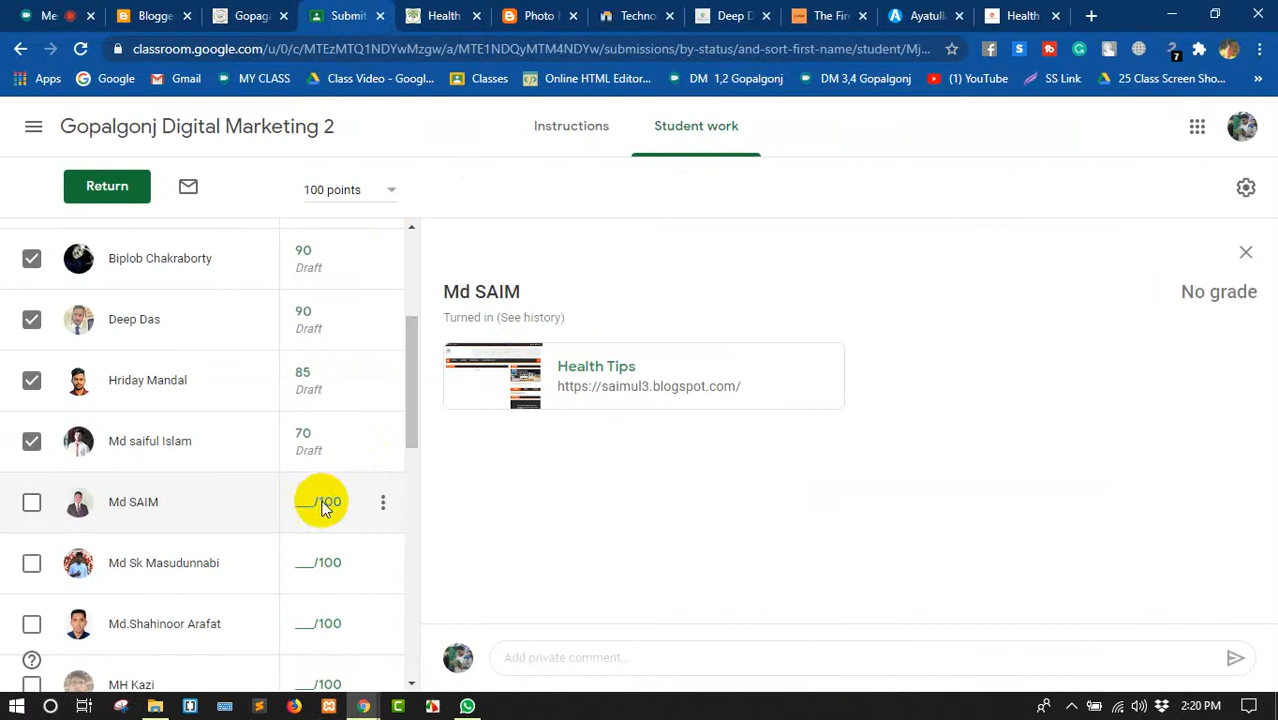 Me
Blogge
Gopalg
Submit
Health
Photo E
Techno
Deep D
The Fir
Ayatull
Health
classroom.google.com/u/0/c/MTEzMTQ1NDYwMzgw/a/MTE1NDQyMTM4NDYw/submissions/by-status/and-sort-first-name/student/Mj...
7
Apps
Google
Gmail
MY CLASS
Class Video - Googl...
Classes
Online HTML Editor...
DM 1,2 Gopalgonj
DM 3,4 Gopalgonj
(1) YouTube
SS Link
25 Class Screen Sho...
»
Gopalgonj Digital Marketing 2
Instructions
Student work
Return
100 points
Biplob Chakraborty
90
Draft
Deep Das
90
Draft
Hriday Mandal
85
Draft
Md saiful Islam
70
Draft
Md SAIM
___/100
Md Sk Masudunnabi
___/100
Md.Shahinoor Arafat
___/100
MH Kazi
___/100
Md SAIM
No grade
Turned in (See history)
Health Tips
https://saimul3.blogspot.com/
Add private comment...
2:20 PM